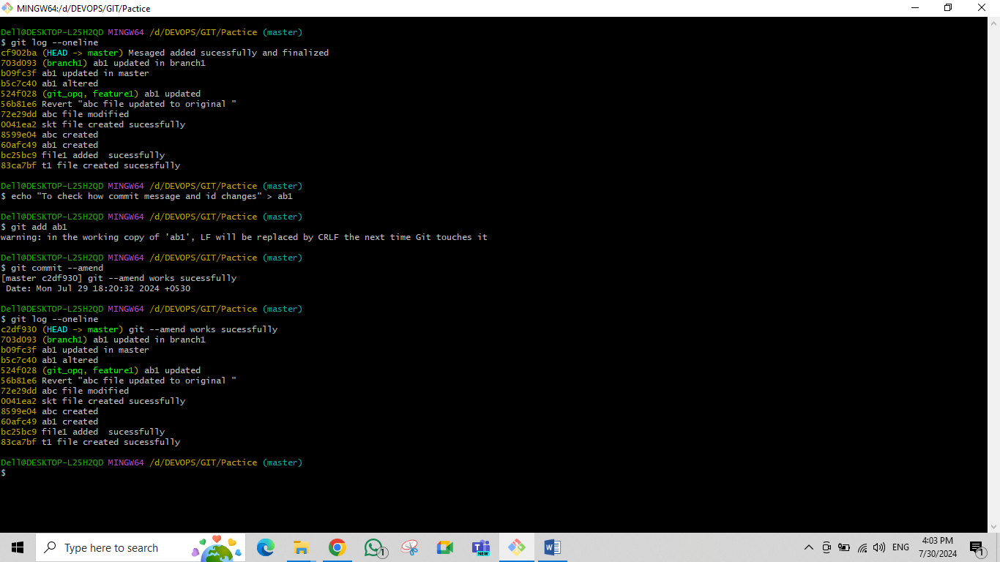 MINGW64:/d/DEVOPS/GIT/Pactice
Dell@DESKTOP-L25H2QD MINGW64 /d/DEVOPS/GIT/Pactice (master)
$ git log --oneline
cf902ba (HEAD -> master) Mesaged added sucessfully and finalized
703d093 (branch1) ab1 updated in branch1
b09fc3f ab1 updated in master
b5c7c40 ab1 altered
524f028 (git_opq, feature1) ab1 updated
56b81e6 Revert "abc file updated to original "
72e29dd abc file modified
0041ea2 skt file created sucessfully
8599e04 abc created
60afc49 ab1 created
bc25bc9 file1 added  sucessfully
83ca7bf t1 file created sucessfully
Dell@DESKTOP-L25H2QD MINGW64 /d/DEVOPS/GIT/Pactice (master)
$ echo "To check how commit message and id changes" > ab1
Dell@DESKTOP-L25H2QD MINGW64 /d/DEVOPS/GIT/Pactice (master)
$ git add ab1
warning: in the working copy of 'ab1', LF will be replaced by CRLF the next time Git touches it
Dell@DESKTOP-L25H2QD MINGW64 /d/DEVOPS/GIT/Pactice (master)
$ git commit --amend
[master c2df930] git --amend works sucessfully
 Date: Mon Jul 29 18:20:32 2024 +0530
Dell@DESKTOP-L25H2QD MINGW64 /d/DEVOPS/GIT/Pactice (master)
$ git log --oneline
c2df930 (HEAD -> master) git --amend works sucessfully
703d093 (branch1) ab1 updated in branch1
b09fc3f ab1 updated in master
b5c7c40 ab1 altered
524f028 (git_opq, feature1) ab1 updated
56b81e6 Revert "abc file updated to original "
72e29dd abc file modified
0041ea2 skt file created sucessfully
8599e04 abc created
60afc49 ab1 created
bc25bc9 file1 added  sucessfully
83ca7bf t1 file created sucessfully
Dell@DESKTOP-L25H2QD MINGW64 /d/DEVOPS/GIT/Pactice (master)
$
Type here to search
1
NEW
ENG
4:03 PM
7/30/2024
1